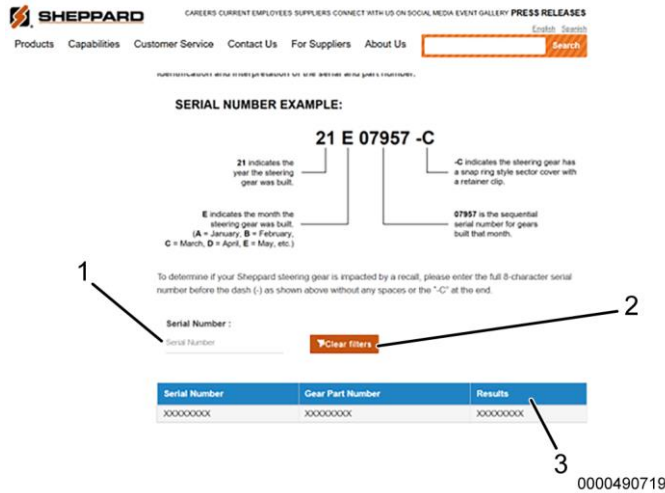 SHEPPARD
CAREERS CURRENT EMPLOYEES SUPPLIERS CONNECT WITH US ON SOCIAL MEDIA EVENT GALLERY PRESS RELEASES
English Spanish
Products Capabilities Customer Service Contact Us For Suppliers About Us Search
identification and interpretation of the serial and part number.
SERIAL NUMBER EXAMPLE:
21 E 07957 -C
21 indicates the
year the steering
gear was built.
-C indicates the steering gear has
a snap ring style sector cover with
a retainer clip.
E indicates the month the
steering gear was built.
(A = January, B = February,
C = March, D = April, E = May, etc.)
07957 is the sequential
serial number for gears
built that month.
1
To determine if your Sheppard steering gear is impacted by a recall, please enter the full 8-character serial
number before the dash (-) as shown above without any spaces or the "-C" at the end.
2
Serial Number :
Serial Number
Clear filters
Serial Number Gear Part Number Results
XXXXXXXX XXXXXXXX XXXXXXXX
3
0000490719